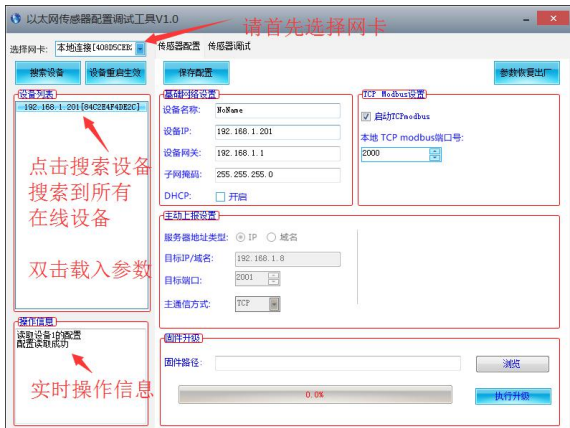 以太网传感器配置调试工具V1.0
请首先选择网卡
选择网卡: 本地连接[408D5CEB2
传感器配置 传感器调试
搜索设备 设备重启生效
保存配置 参数恢复出厂
设备列表
192.168.1.201[84C2E4F4DE2C]
点击搜索设备
搜索到所有
在线设备
双击载入参数
基础网络设置
设备名称: NoName
设备IP: 192.168.1.201
设备网关: 192.168.1.1
子网掩码: 255.255.255.0
DHCP: 开启
TCP Modbus设置
启动TCPmodbus
本地 TCP modbus端口号:
2000
主动上报设置
服务器地址类型: IP 域名
目标IP/域名: 192.168.1.8
目标端口: 2001
主通信方式: TCP
操作信息
读取设备1的配置
配置读取成功
实时操作信息
固件升级
固件路径: 浏览
0.0% 执行升级